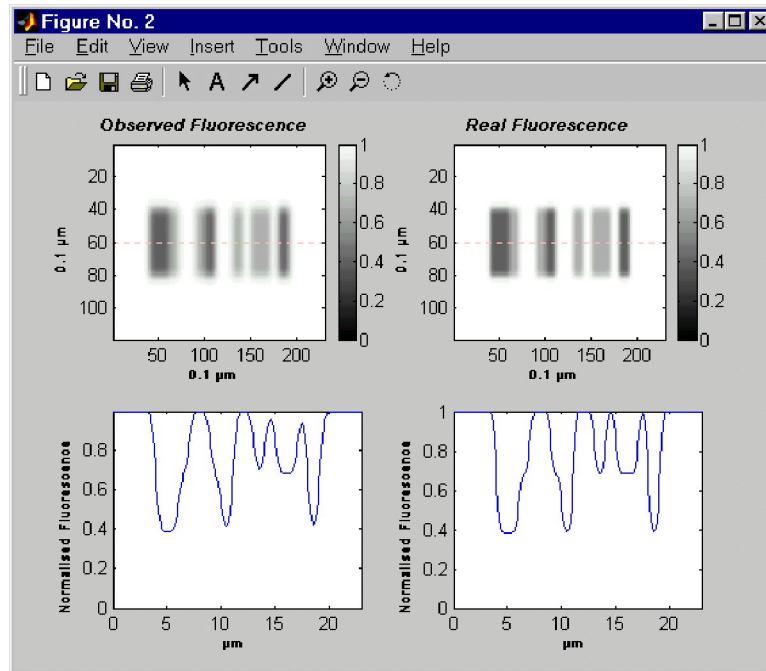 Figure No. 2
File Edit View Insert Tools Window Help
A
Observed Fluorescence
Real Fluorescence
20
40
60
80
100
0.1 µm
50 100 150 200
0.1 µm
1
0.8
0.6
0.4
0.2
0
20
40
60
80
100
0.1 µm
50 100 150 200
0.1 µm
1
0.8
0.6
0.4
0.2
0
Normalised Fluorescence
0.8
0.6
0.4
0.2
0
0 5 10 15 20
µm
Normalised Fluorescence
1
0.8
0.6
0.4
0.2
0
0 5 10 15 20
µm